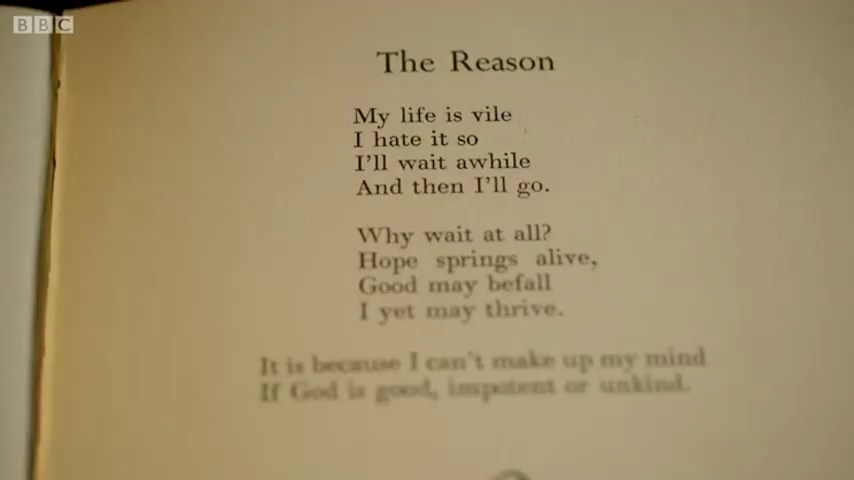 BBC
The Reason
My life is vile
I hate it so
I'll wait awhile
And then I'll go.
Why wait at all?
Hope springs alive,
Good may befall
I yet may thrive.
It is because I can't make up my mind
If God is good, impotent or unkind.